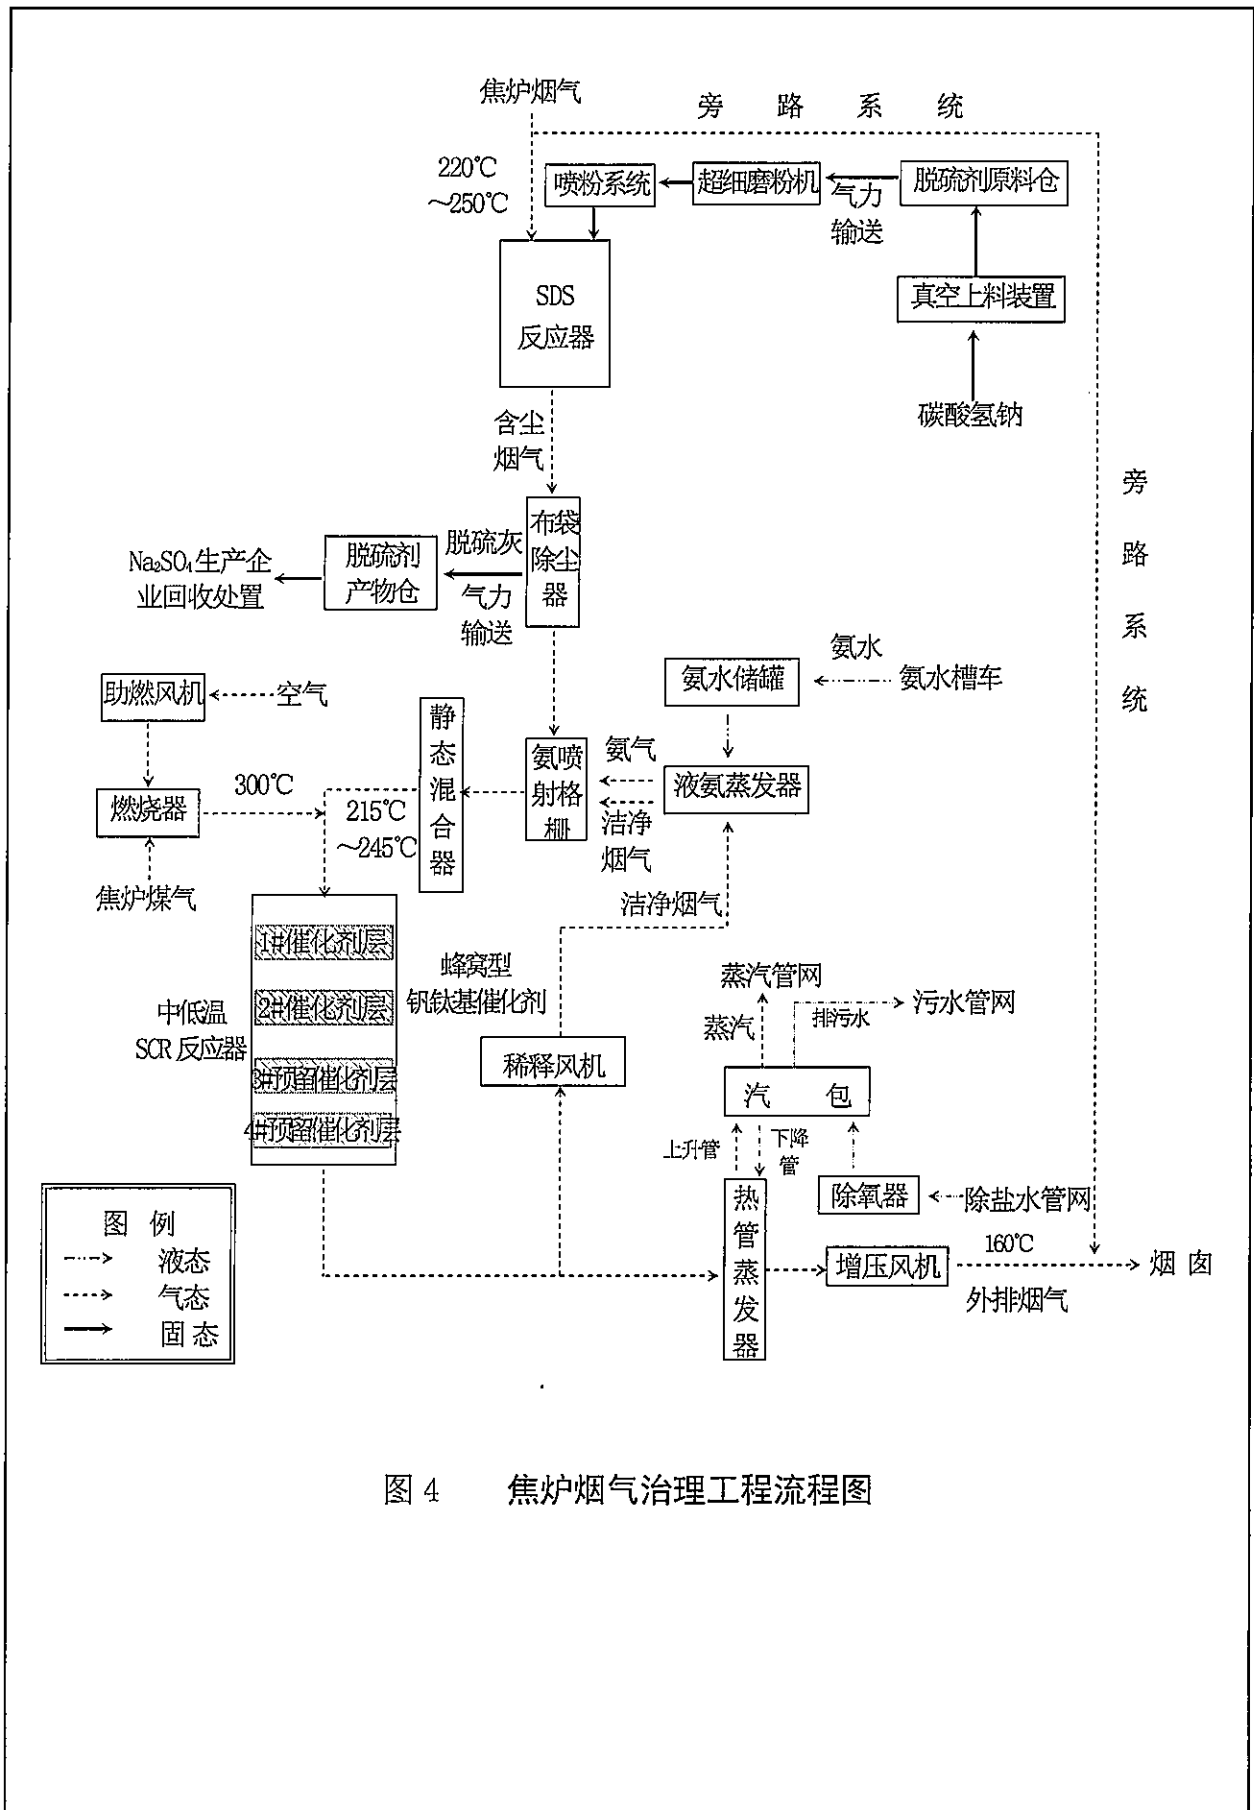 焦炉烟气
旁 路 系 统
220℃
～250℃
喷粉系统
超细磨粉机
气力
输送
脱硫剂原料仓
SDS
反应器
真空上料装置
碳酸氢钠
含尘
烟气
旁
路
系
统
布袋
除尘
器
脱硫灰
气力
输送
脱硫剂
产物仓
Na₂SO₄生产企
业回收处置
氨水储罐
氨水
氨水槽车
助燃风机
空气
静
态
混
合
器
氨喷
射格
栅
氨气
洁净
烟气
液氨蒸发器
燃烧器
300℃
215℃
～245℃
焦炉煤气
洁净烟气
1#催化剂层
2#催化剂层
3#预留催化剂层
4#预留催化剂层
中低温
SCR 反应器
蜂窝型
钒钛基催化剂
稀释风机
蒸汽管网
蒸汽
排污水
污水管网
汽 包
上升管
下降
管
热
管
蒸
发
器
除氧器
除盐水管网
增压风机
160℃
外排烟气
烟 囱
图 例
液态
气态
固态
图 4 焦炉烟气治理工程流程图